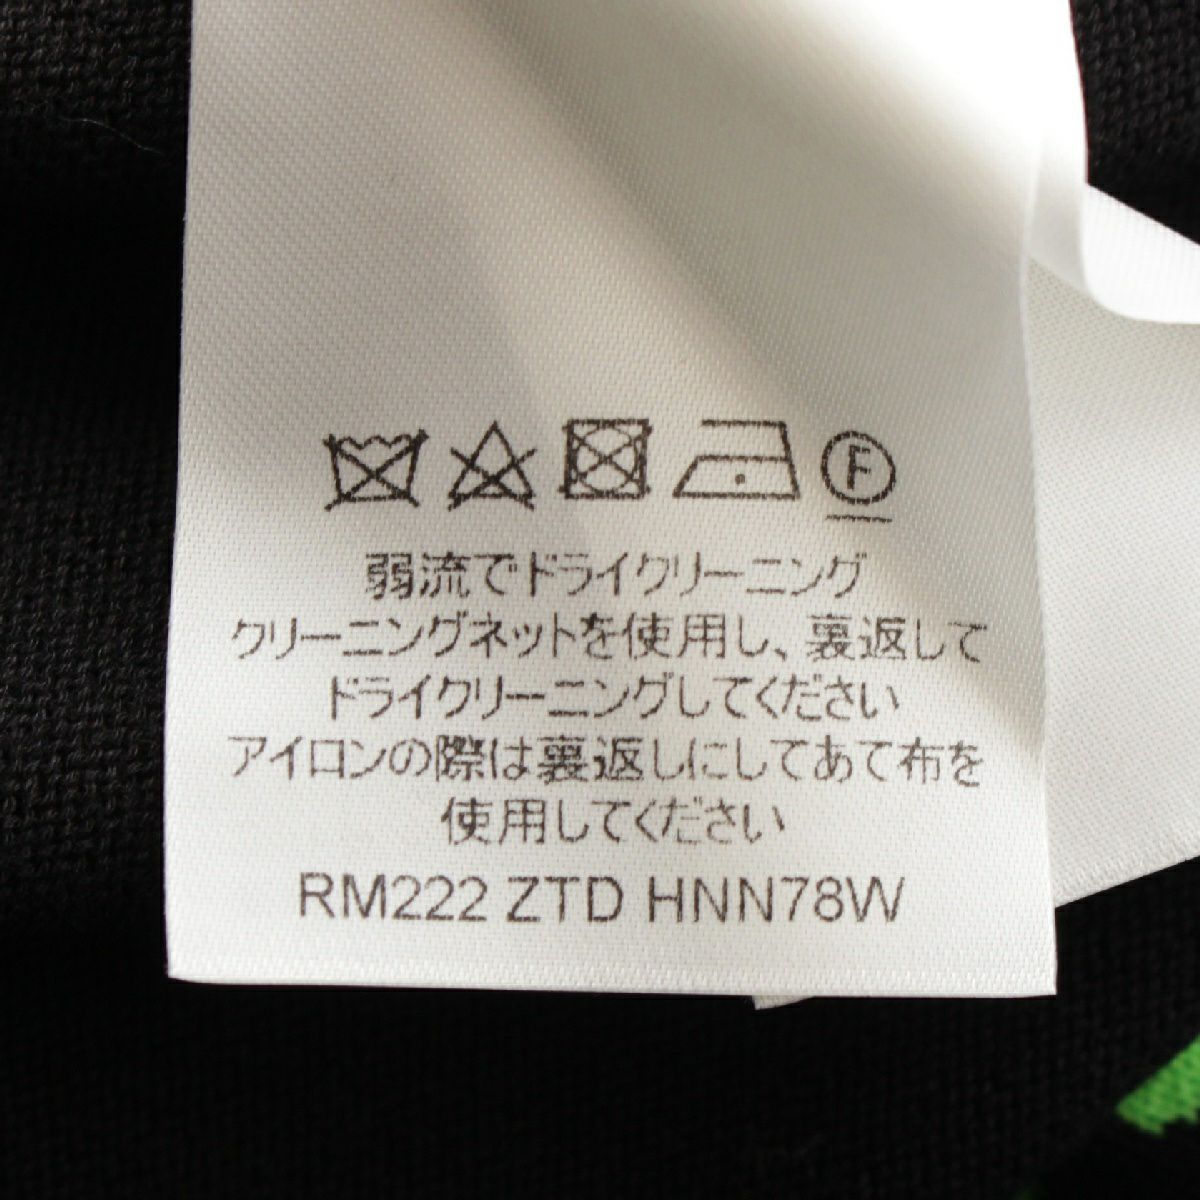 F
弱流でドライクリーニング
クリーニングネットを使用し、裏返して
ドライクリーニングしてください
アイロンの際は裏返しにしてあて布を
使用してください
RM222 ZTD HNN78W